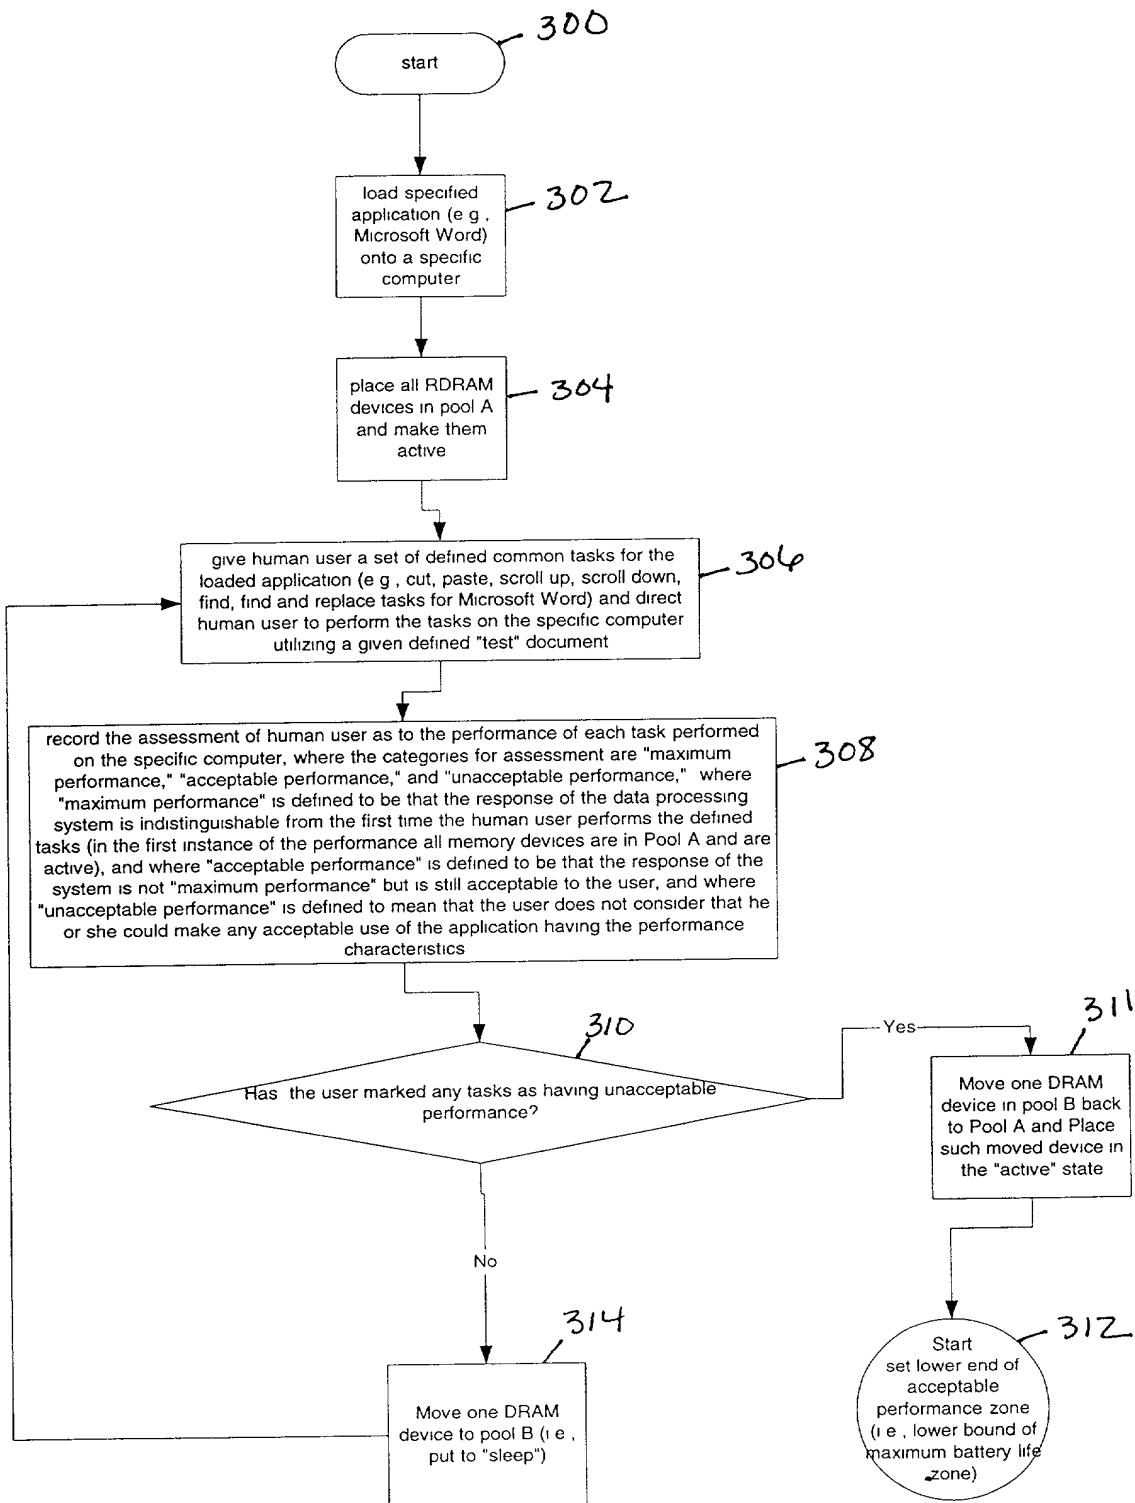 300
start
302
load specified
application (e g ,
Microsoft Word)
onto a specific
computer
304
place all RDRAM
devices in pool A
and make them
active
306
give human user a set of defined common tasks for the
loaded application (e g , cut, paste, scroll up, scroll down,
find, find and replace tasks for Microsoft Word) and direct
human user to perform the tasks on the specific computer
utilizing a given defined "test" document
308
record the assessment of human user as to the performance of each task performed
on the specific computer, where the categories for assessment are "maximum
performance," "acceptable performance," and "unacceptable performance," where
"maximum performance" is defined to be that the response of the data processing
system is indistinguishable from the first time the human user performs the defined
tasks (in the first instance of the performance all memory devices are in Pool A and are
active), and where "acceptable performance" is defined to be that the response of the
system is not "maximum performance" but is still acceptable to the user, and where
"unacceptable performance" is defined to mean that the user does not consider that he
or she could make any acceptable use of the application having the performance
characteristics
310
Has the user marked any tasks as having unacceptable
performance?
Yes
311
Move one DRAM
device in pool B back
to Pool A and Place
such moved device in
the "active" state
No
314
Move one DRAM
device to pool B (i e ,
put to "sleep")
312
Start
set lower end of
acceptable
performance zone
(i e , lower bound of
maximum battery life
zone)